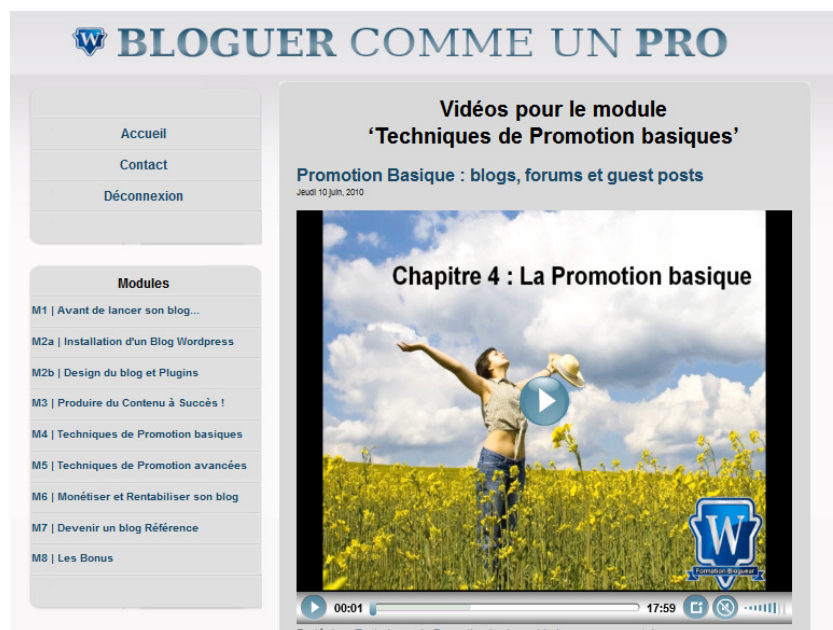 W BLOGUER COMME UN PRO
Accueil
Contact
Déconnexion
Modules
M1 | Avant de lancer son blog...
M2a | Installation d'un Blog Wordpress
M2b | Design du blog et Plugins
M3 | Produire du Contenu à Succès !
M4 | Techniques de Promotion basiques
M5 | Techniques de Promotion avancées
M6 | Monétiser et Rentabiliser son blog
M7 | Devenir un blog Référence
M8 | Les Bonus
Vidéos pour le module
‘Techniques de Promotion basiques’
Promotion Basique : blogs, forums et guest posts
Jeudi 10 juin, 2010
Chapitre 4 : La Promotion basique
W
Formation-Blogueur
00:01 17:59